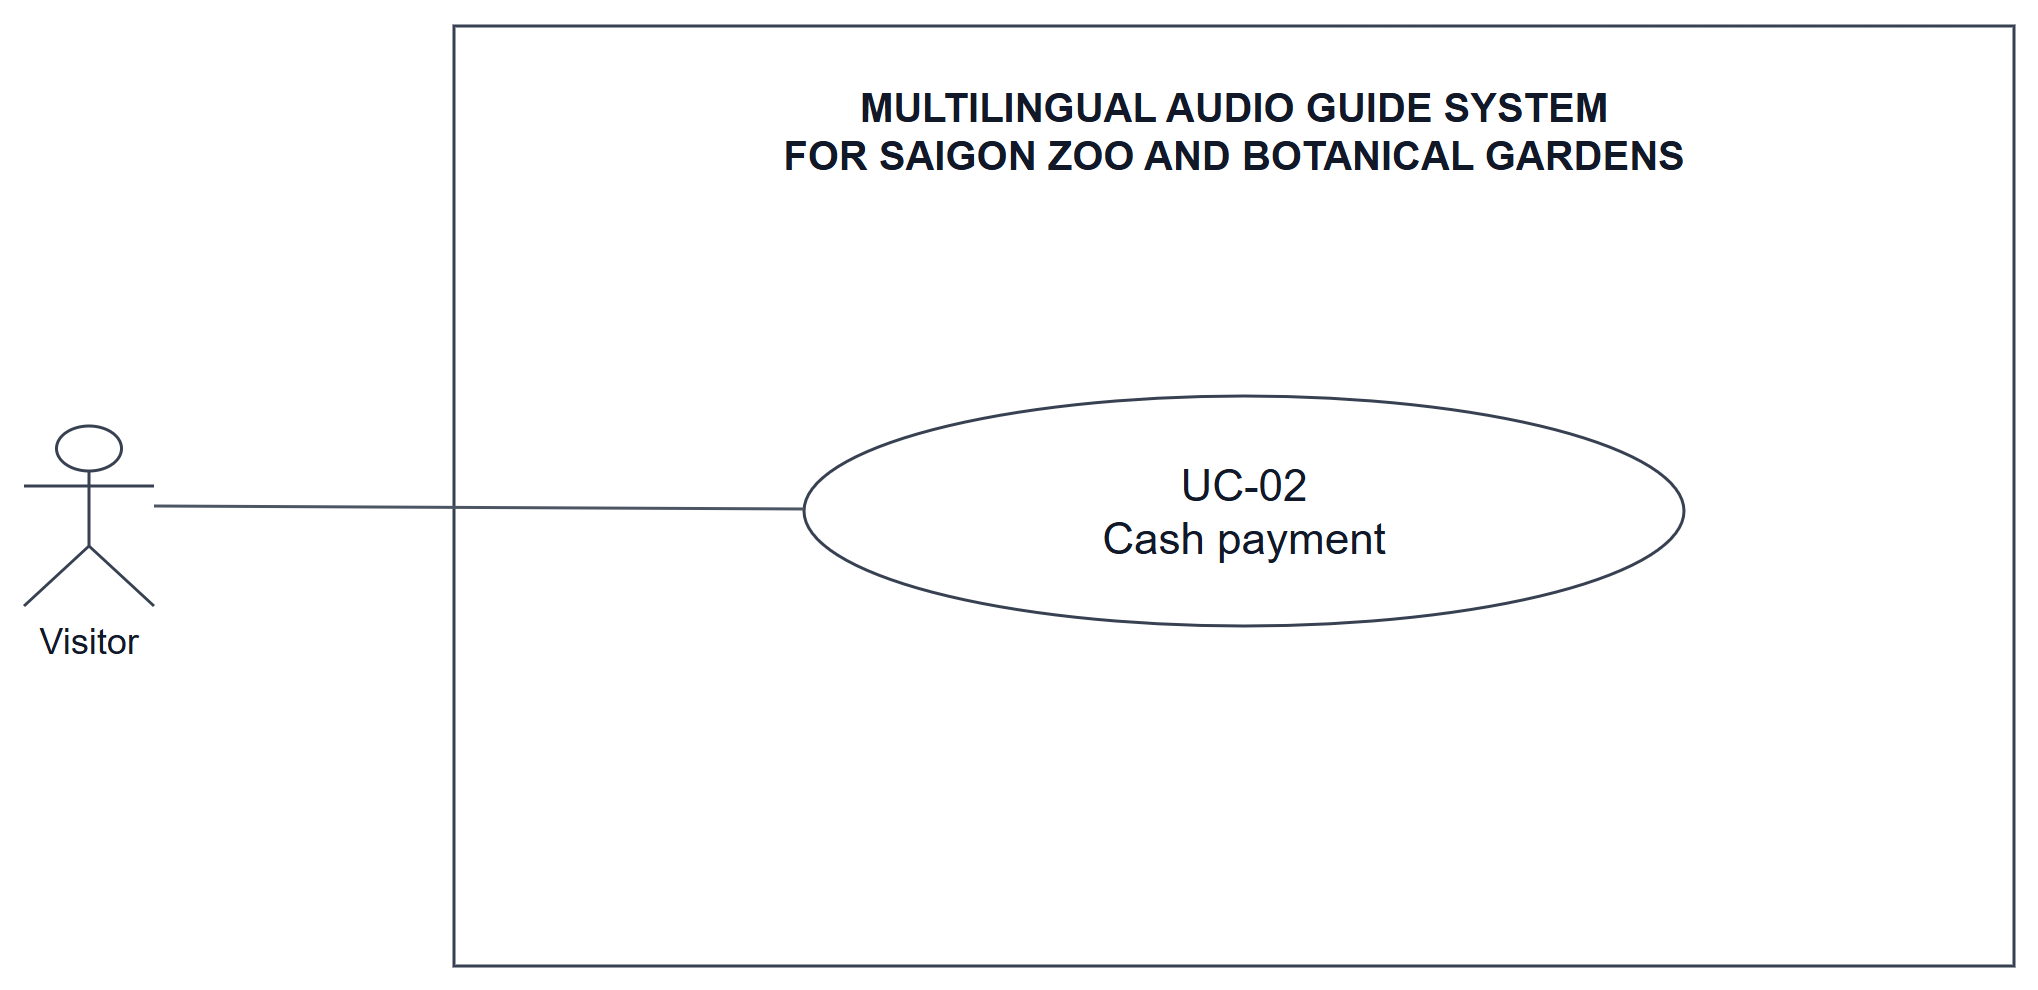 MULTILINGUAL AUDIO GUIDE SYSTEM
FOR SAIGON ZOO AND BOTANICAL GARDENS
UC-02
Cash payment
Visitor